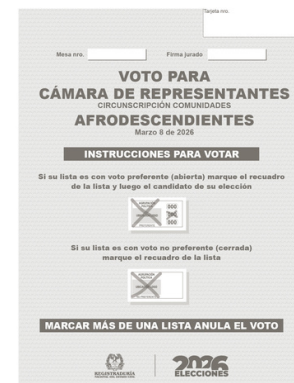 Tarjeta nro.
Mesa nro.
Firma jurado
VOTO PARA
CÁMARA DE REPRESENTANTES
CIRCUNSCRIPCIÓN COMUNIDADES
AFRODESCENDIENTES
Marzo 8 de 2026
INSTRUCCIONES PARA VOTAR
Si su lista es con voto preferente (abierta) marque el recuadro
de la lista y luego el candidato de su elección
Si su lista es con voto no preferente (cerrada)
marque el recuadro de la lista
MARCAR MÁS DE UNA LISTA ANULA EL VOTO
REGISTRADURÍA
2026
ELECCIONES